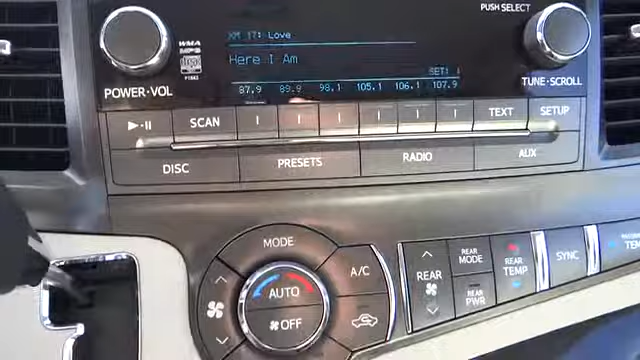 PUSH SELECT
XM 17: Love
WMA
MP3
Here I Am
SET: 1
87.9 89.9 98.1 105.1 106.1 107.9
POWER•VOL
TUNE•SCROLL
SCAN
TEXT
SETUP
DISC
PRESETS
RADIO
AUX
MODE
A/C
AUTO
OFF
REAR
REAR MODE
REAR PWR
REAR TEMP
SYNC